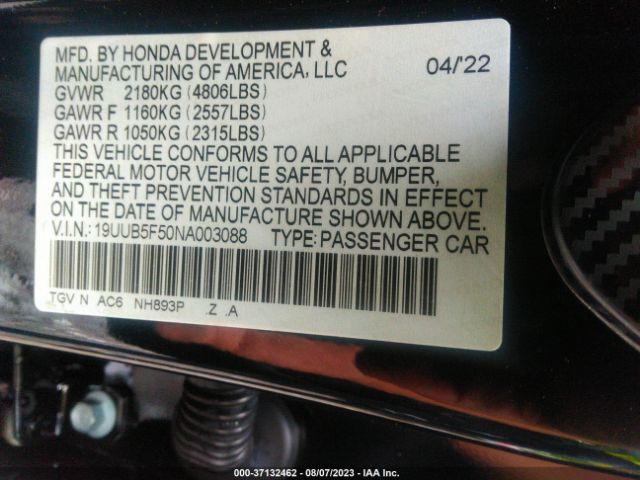 MFD. BY HONDA DEVELOPMENT &
MANUFACTURING OF AMERICA, LLC 04/'22
GVWR 2180KG (4806LBS)
GAWR F 1160KG (2557LBS)
GAWR R 1050KG (2315LBS)
THIS VEHICLE CONFORMS TO ALL APPLICABLE
FEDERAL MOTOR VEHICLE SAFETY, BUMPER,
AND THEFT PREVENTION STANDARDS IN EFFECT
ON THE DATE OF MANUFACTURE SHOWN ABOVE.
V.I.N.: 19UUB5F50NA003088 TYPE: PASSENGER CAR
TGV N AC6 NH893P .Z .A
000-37132462 - 08/07/2023 - IAA Inc.